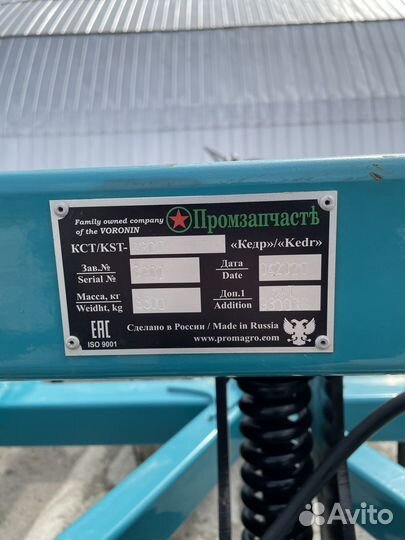 Family owned company
of the VORONIN
Промзапчасть
КСТ/KST- «Кедр»/«Kedr»
Зав.№
Serial №
Дата
Date
Масса, кг
Weidht, kg
Доп.1
Addition
EAC
ISO 9001
Сделано в России / Made in Russia
www.promagro.com
Avito